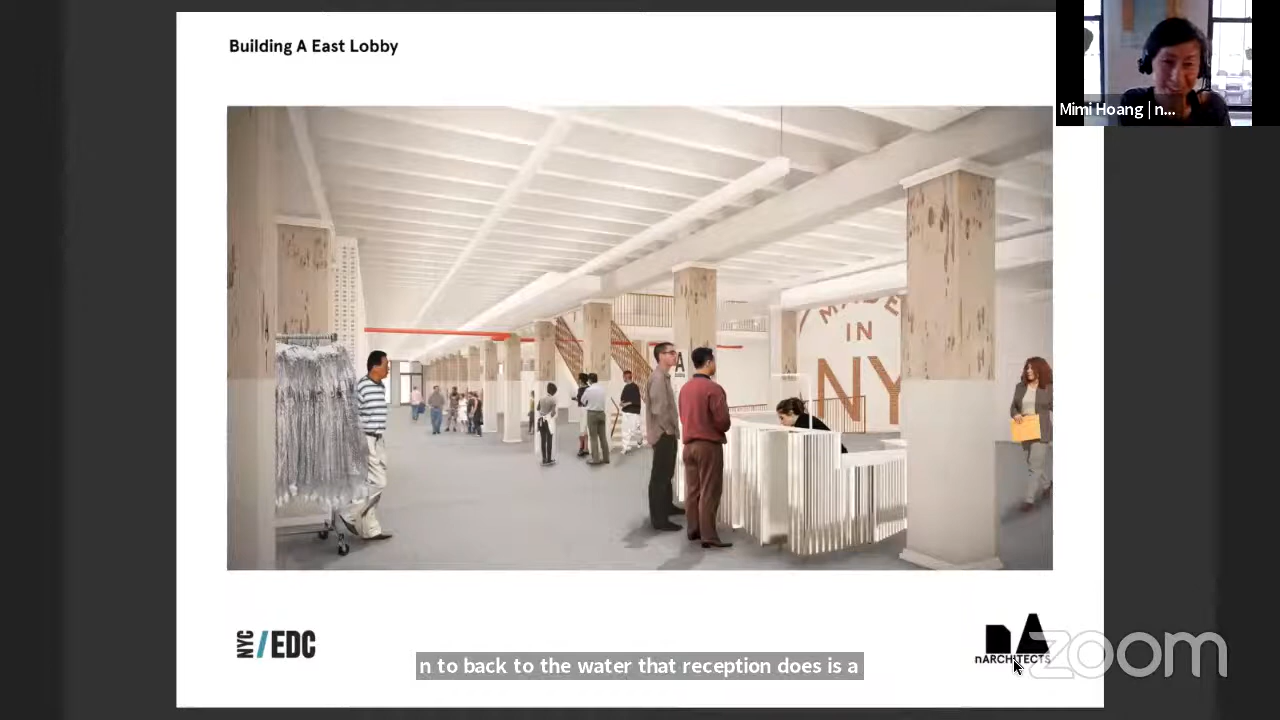 Building A East Lobby
Mimi Hoang | n...
MADE
IN
NY
A
NYC / EDC
nARCHITECTS
zoom
n to back to the water that reception does is a